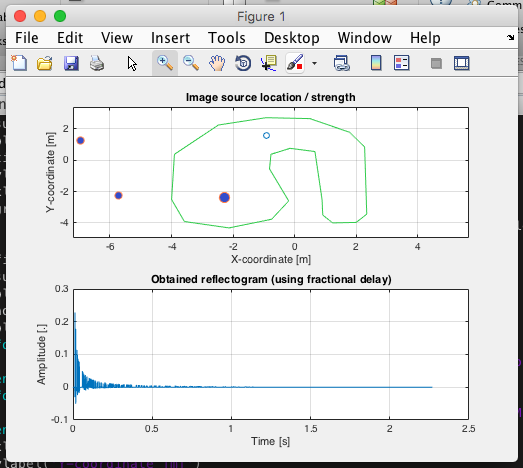 Figure 1
File Edit View Insert Tools Desktop Window Help
Image source location / strength
Y-coordinate [m]
2
0
-2
-4
-6 -4 -2 0 2 4
X-coordinate [m]
Obtained reflectogram (using fractional delay)
Amplitude [.]
0.3
0.2
0.1
0
-0.1
0 0.5 1 1.5 2 2.5
Time [s]
ylabel('Y-coordinate [m]')